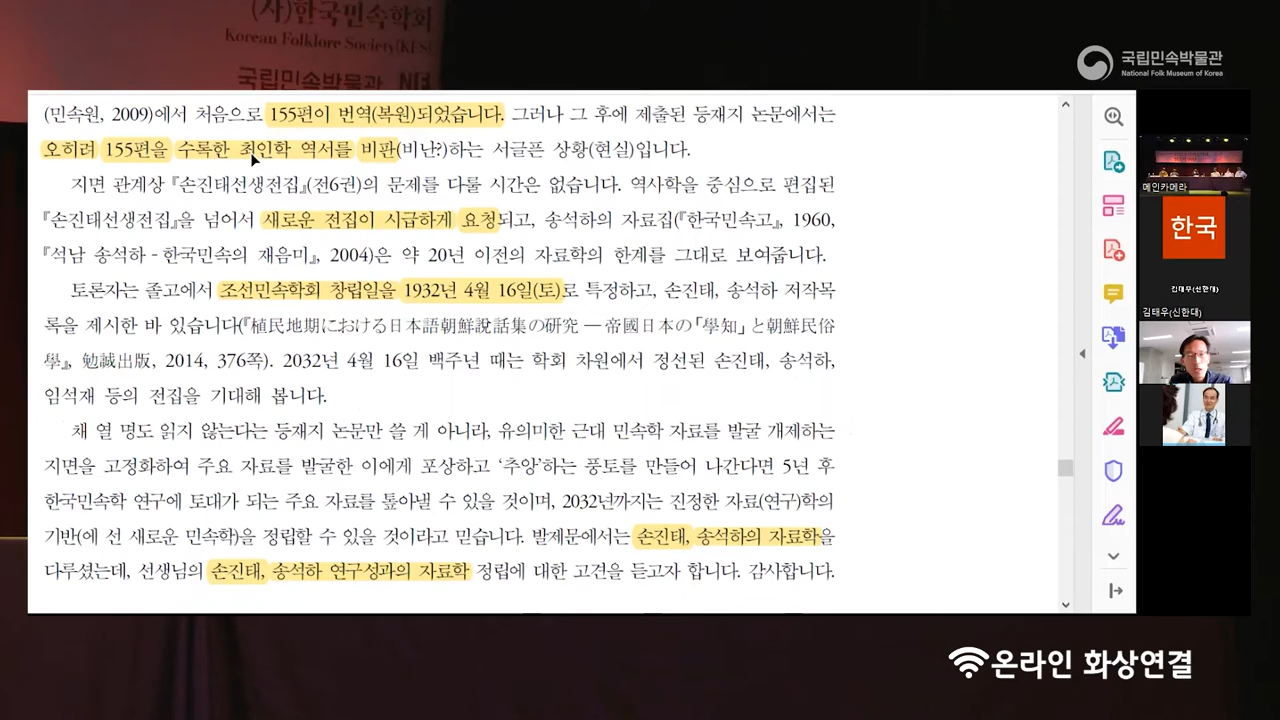 (사)한국민속학회
Korean Folklore Society(KFS)
국립민속박물관
국립민속박물관
National Folk Museum of Korea
(민속원, 2009)에서 처음으로 155편이 번역(복원)되었습니다. 그러나 그 후에 제출된 등재지 논문에서는
오히려 155편을 수록한 최인학 역서를 비판(비난?)하는 서글픈 상황(현실)입니다.
지면 관계상 『손진태선생전집』(전6권)의 문제를 다룰 시간은 없습니다. 역사학을 중심으로 편집된
『손진태선생전집』을 넘어서 새로운 전집이 시급하게 요청되고, 송석하의 자료집(『한국민속고』, 1960,
『석남 송석하 - 한국민속의 재음미』, 2004)은 약 20년 이전의 자료학의 한계를 그대로 보여줍니다.
토론자는 졸고에서 조선민속학회 창립일을 1932년 4월 16일(토)로 특정하고, 손진태, 송석하 저작목
록을 제시한 바 있습니다(『植民地期における日本語朝鮮說話集の研究 ― 帝國日本の「學知」と朝鮮民俗
學』, 勉誠出版, 2014, 376쪽). 2032년 4월 16일 백주년 때는 학회 차원에서 정선된 손진태, 송석하,
임석재 등의 전집을 기대해 봅니다.
채 열 명도 읽지 않는다는 등재지 논문만 쓸 게 아니라, 유의미한 근대 민속학 자료를 발굴 개제하는
지면을 고정화하여 주요 자료를 발굴한 이에게 포상하고 '추앙'하는 풍토를 만들어 나간다면 5년 후
한국민속학 연구에 토대가 되는 주요 자료를 톺아낼 수 있을 것이며, 2032년까지는 진정한 자료(연구)학의
기반(에 선 새로운 민속학)을 정립할 수 있을 것이라고 믿습니다. 발제문에서는 손진태, 송석하의 자료학을
다루셨는데, 선생님의 손진태, 송석하 연구성과의 자료학 정립에 대한 고견을 듣고자 합니다. 감사합니다.
메인카메라
한국
김태우(신한대)
김태우(신한대)
온라인 화상연결